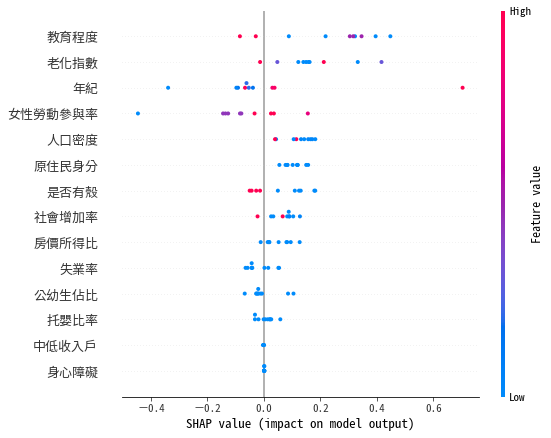 教育程度
老化指數
年紀
女性勞動參與率
人口密度
原住民身分
是否有殼
社會增加率
房價所得比
失業率
公幼生佔比
托嬰比率
中低收入戶
身心障礙
−0.4 −0.2 0.0 0.2 0.4 0.6
SHAP value (impact on model output)
High
Feature value
Low